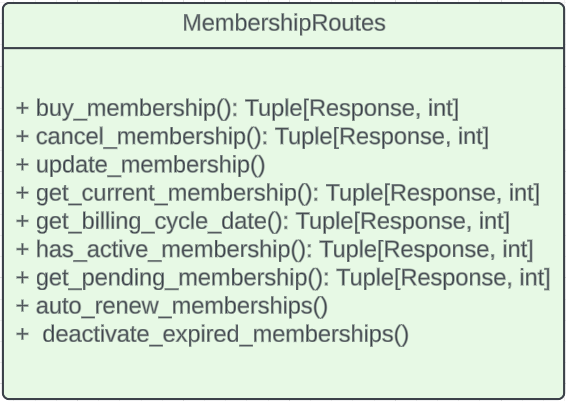 MembershipRoutes
+ buy_membership(): Tuple[Response, int]
+ cancel_membership(): Tuple[Response, int]
+ update_membership()
+ get_current_membership(): Tuple[Response, int]
+ get_billing_cycle_date(): Tuple[Response, int]
+ has_active_membership(): Tuple[Response, int]
+ get_pending_membership(): Tuple[Response, int]
+ auto_renew_memberships()
+  deactivate_expired_memberships()